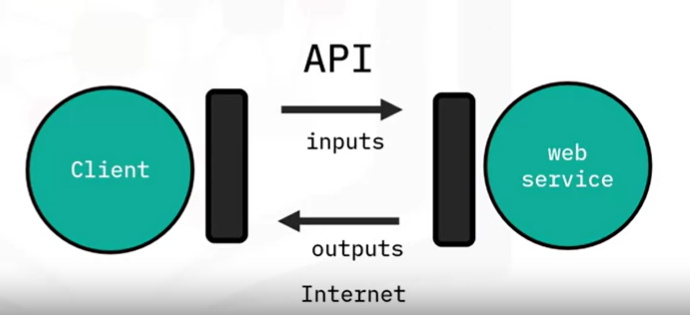 API
Client
inputs
web
service
outputs
Internet